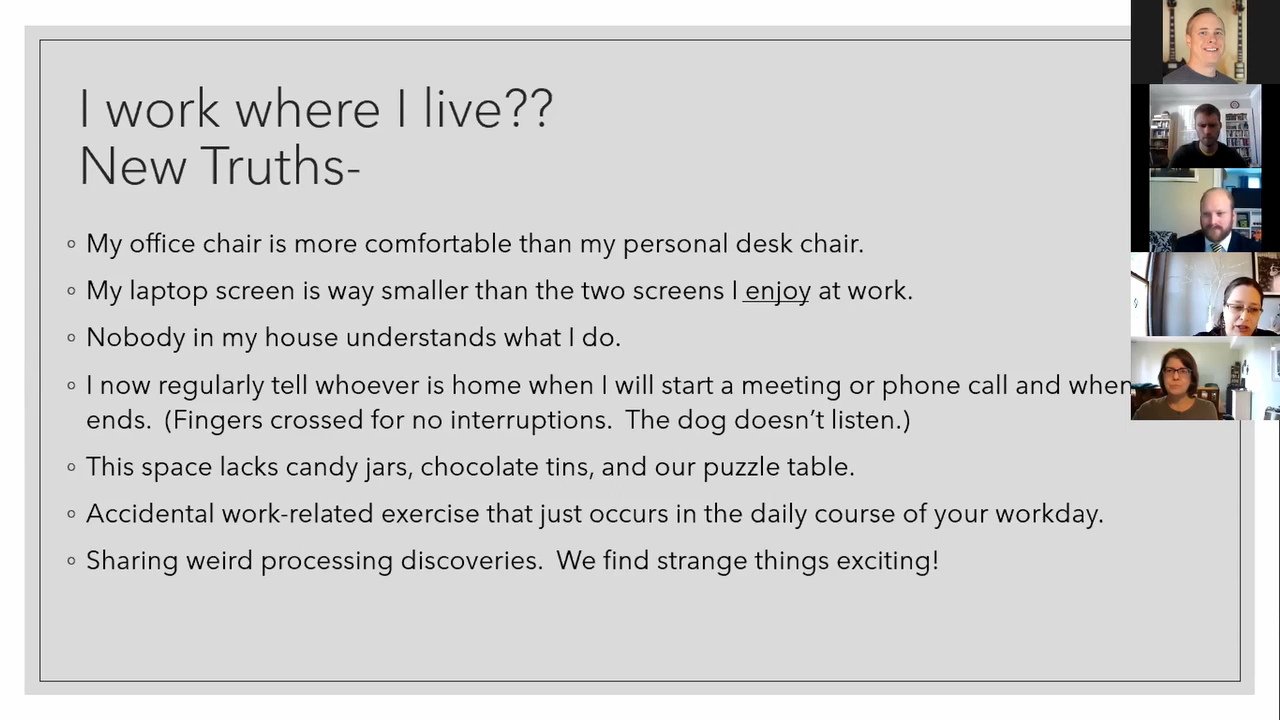 I work where I live??
New Truths-
◦ My office chair is more comfortable than my personal desk chair.
◦ My laptop screen is way smaller than the two screens I enjoy at work.
◦ Nobody in my house understands what I do.
◦ I now regularly tell whoever is home when I will start a meeting or phone call and when
ends.  (Fingers crossed for no interruptions.  The dog doesn’t listen.)
◦ This space lacks candy jars, chocolate tins, and our puzzle table.
◦ Accidental work-related exercise that just occurs in the daily course of your workday.
◦ Sharing weird processing discoveries.  We find strange things exciting!